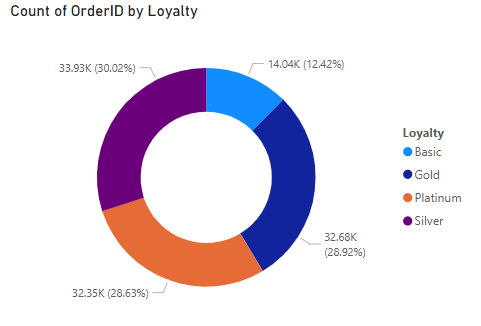 Count of OrderID by Loyalty
33.93K (30.02%)
14.04K (12.42%)
32.68K
(28.92%)
32.35K (28.63%)
Loyalty
Basic
Gold
Platinum
Silver